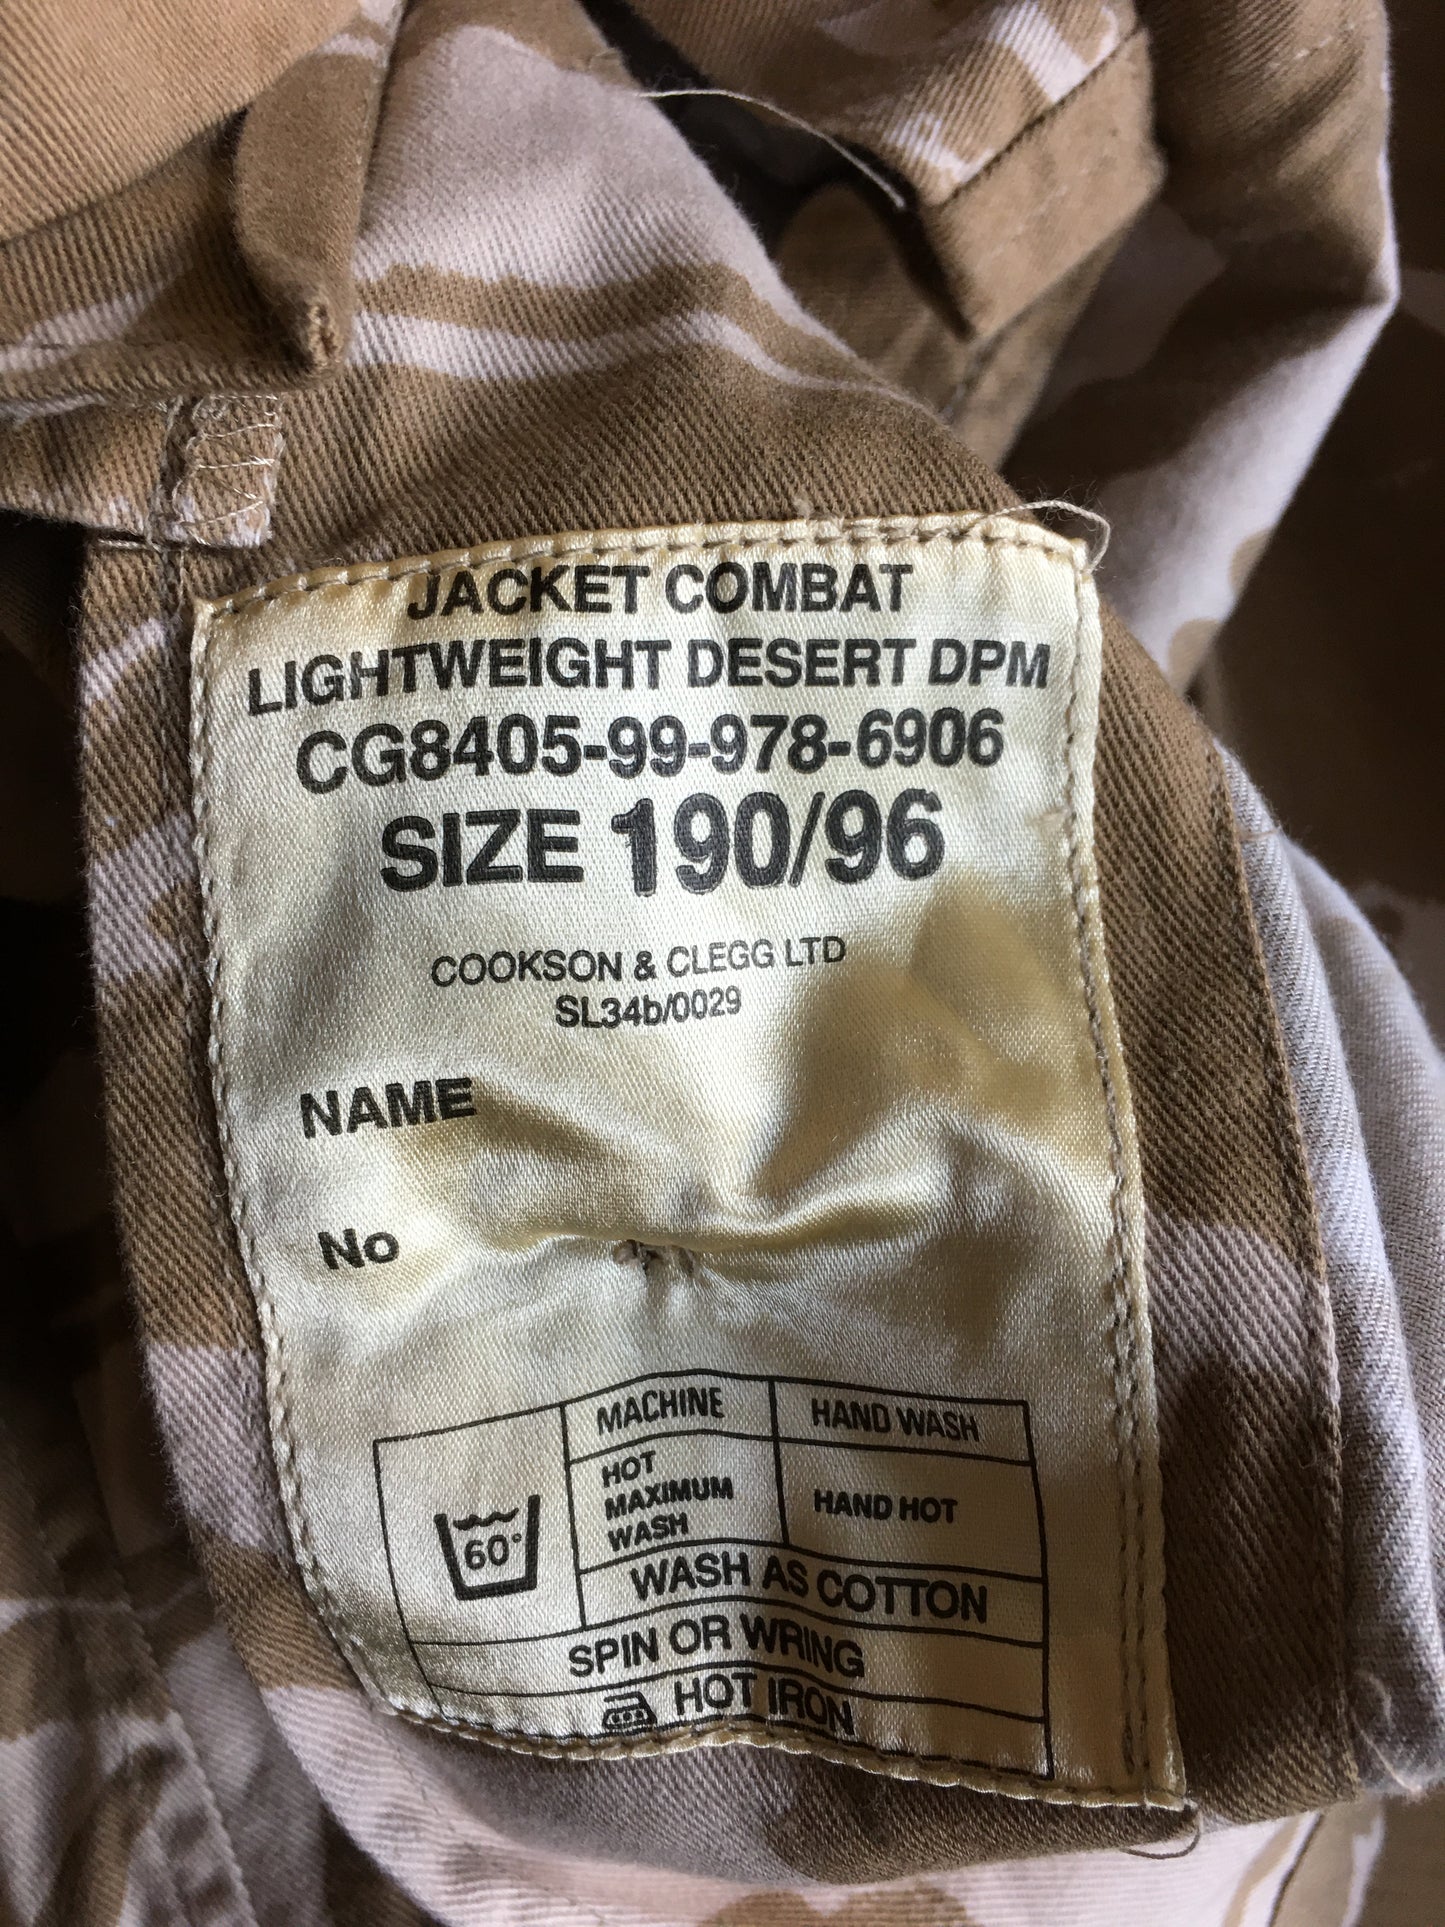 JACKET COMBAT
LIGHTWEIGHT DESERT DPM
CG8405-99-978-6906
SIZE 190/96
COOKSON & CLEGG LTD
SL34b/0029
NAME
No
60°
MACHINE
HAND WASH
HOT
MAXIMUM
WASH
HAND HOT
WASH AS COTTON
SPIN OR WRING
HOT IRON